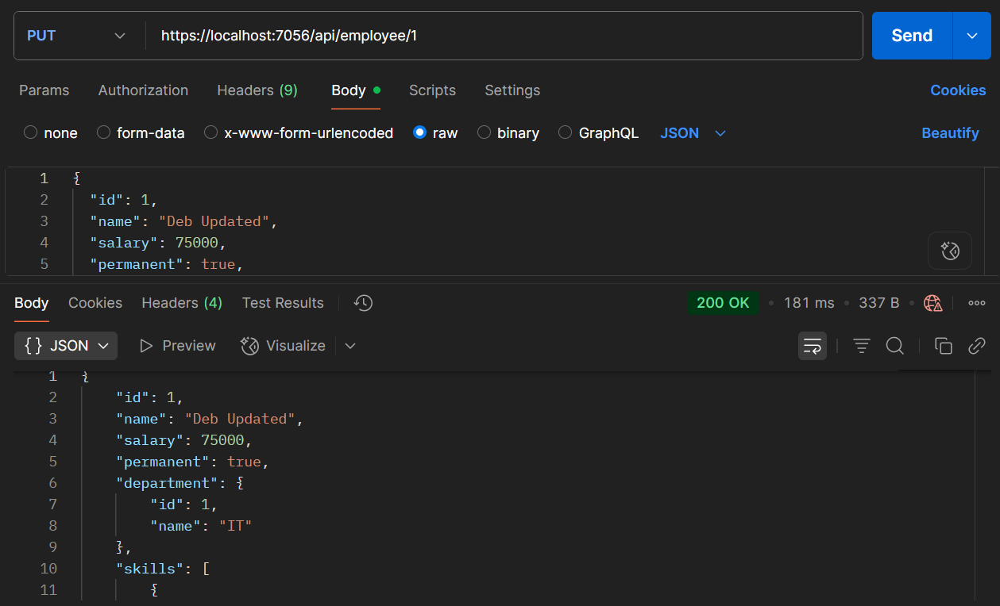 PUT https://localhost:7056/api/employee/1 Send
Params Authorization Headers (9) Body Scripts Settings Cookies
none form-data x-www-form-urlencoded raw binary GraphQL JSON Beautify
1 {
2 "id": 1,
3 "name": "Deb Updated",
4 "salary": 75000,
5 "permanent": true,
Body Cookies Headers (4) Test Results 200 OK • 181 ms • 337 B •
{} JSON Preview Visualize
1 {
2 "id": 1,
3 "name": "Deb Updated",
4 "salary": 75000,
5 "permanent": true,
6 "department": {
7 "id": 1,
8 "name": "IT"
9 },
10 "skills": [
11 {